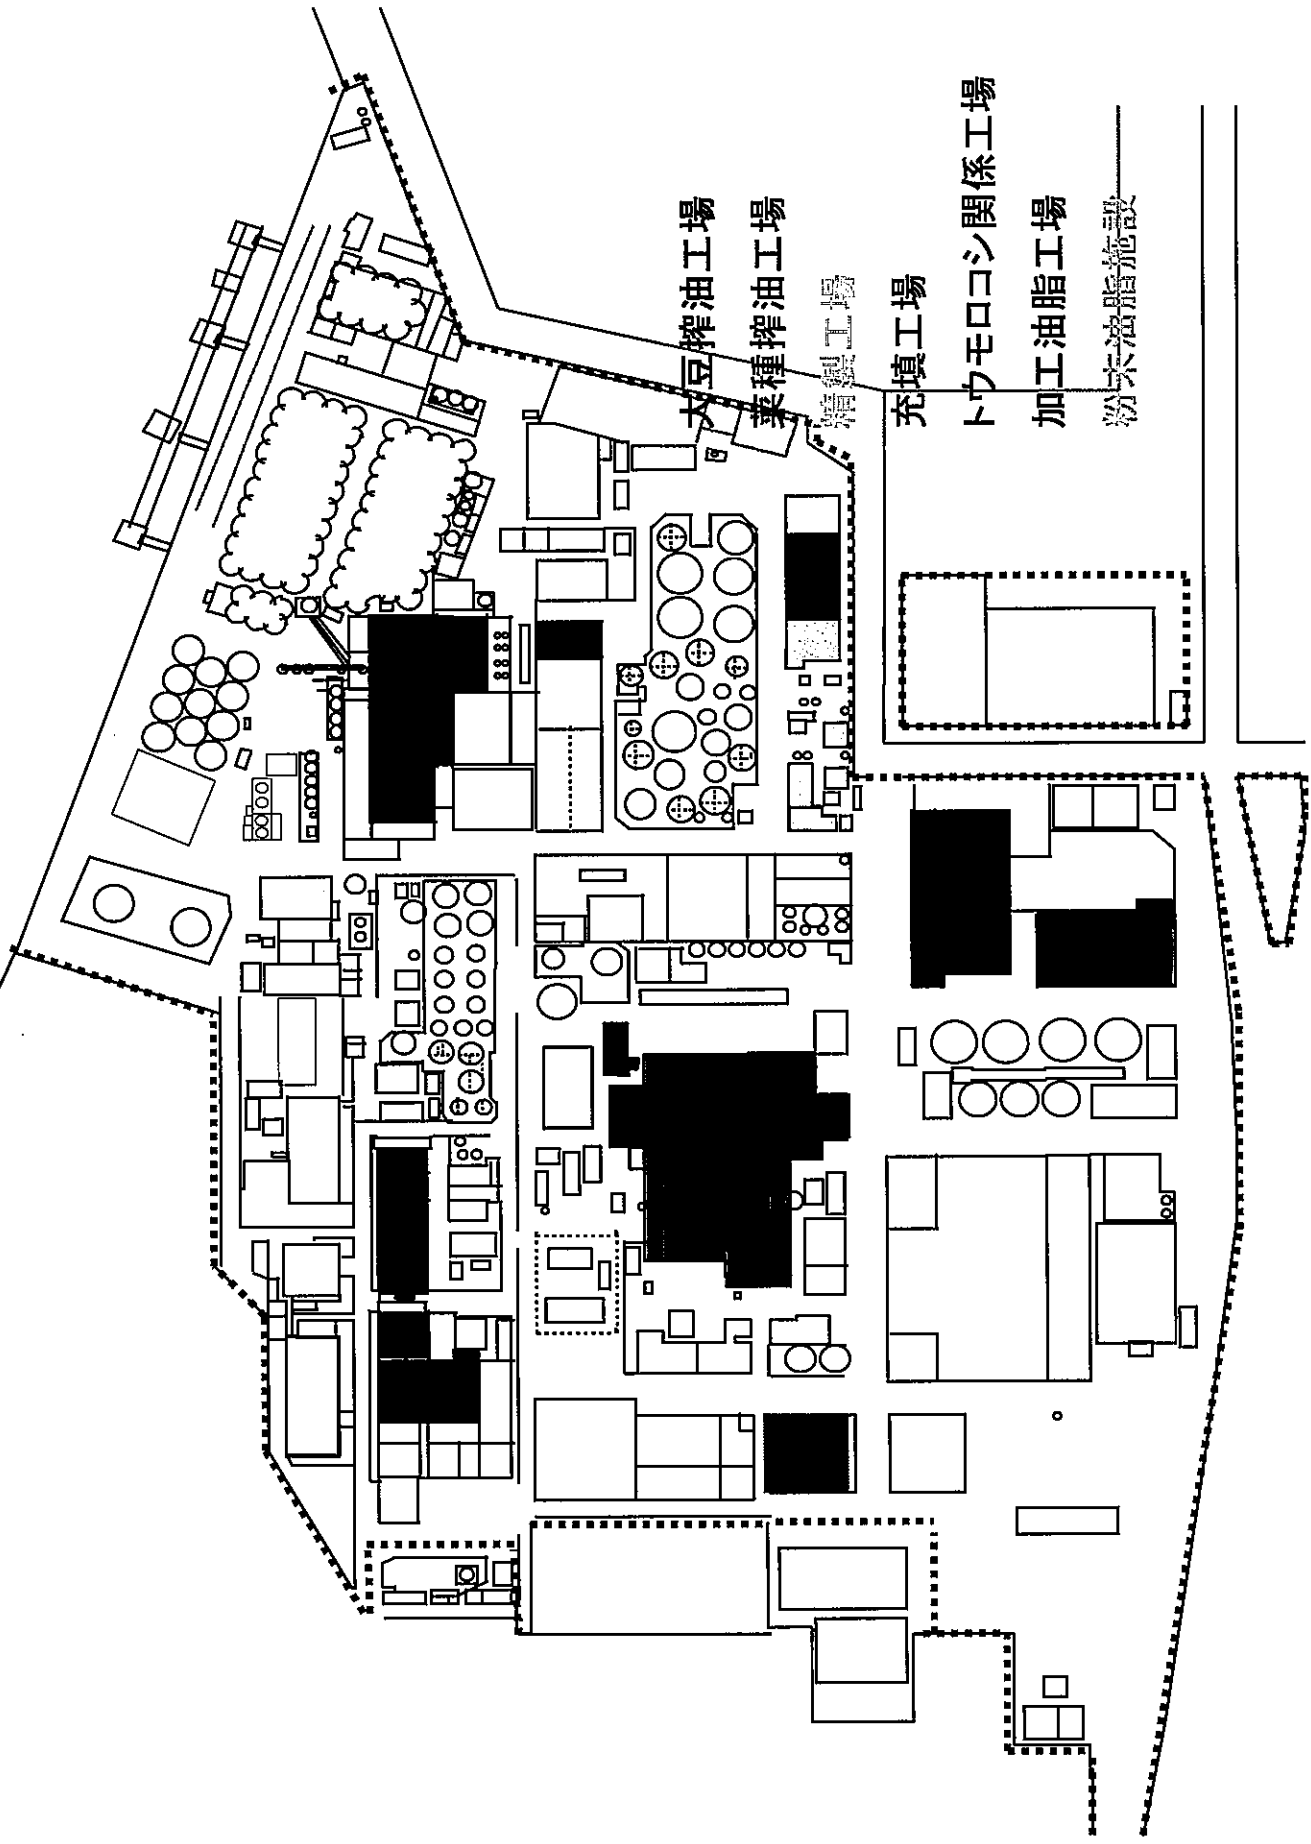 大豆搾油工場
菜種搾油工場
精製工場
充填工場
トウモロコシ関係工場
加工油脂工場
粉末油脂施設